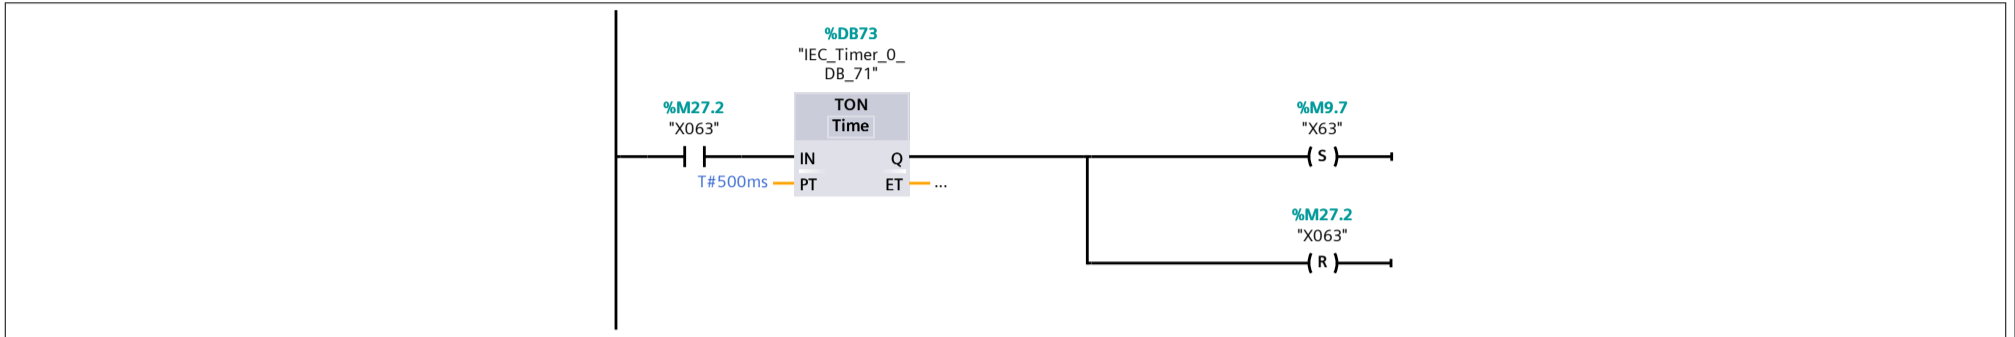 %DB73
"IEC_Timer_0_
DB_71"
%M27.2
"X063"
TON
Time
%M9.7
"X63"
IN
Q
S
T#500ms
PT
ET
...
%M27.2
"X063"
R